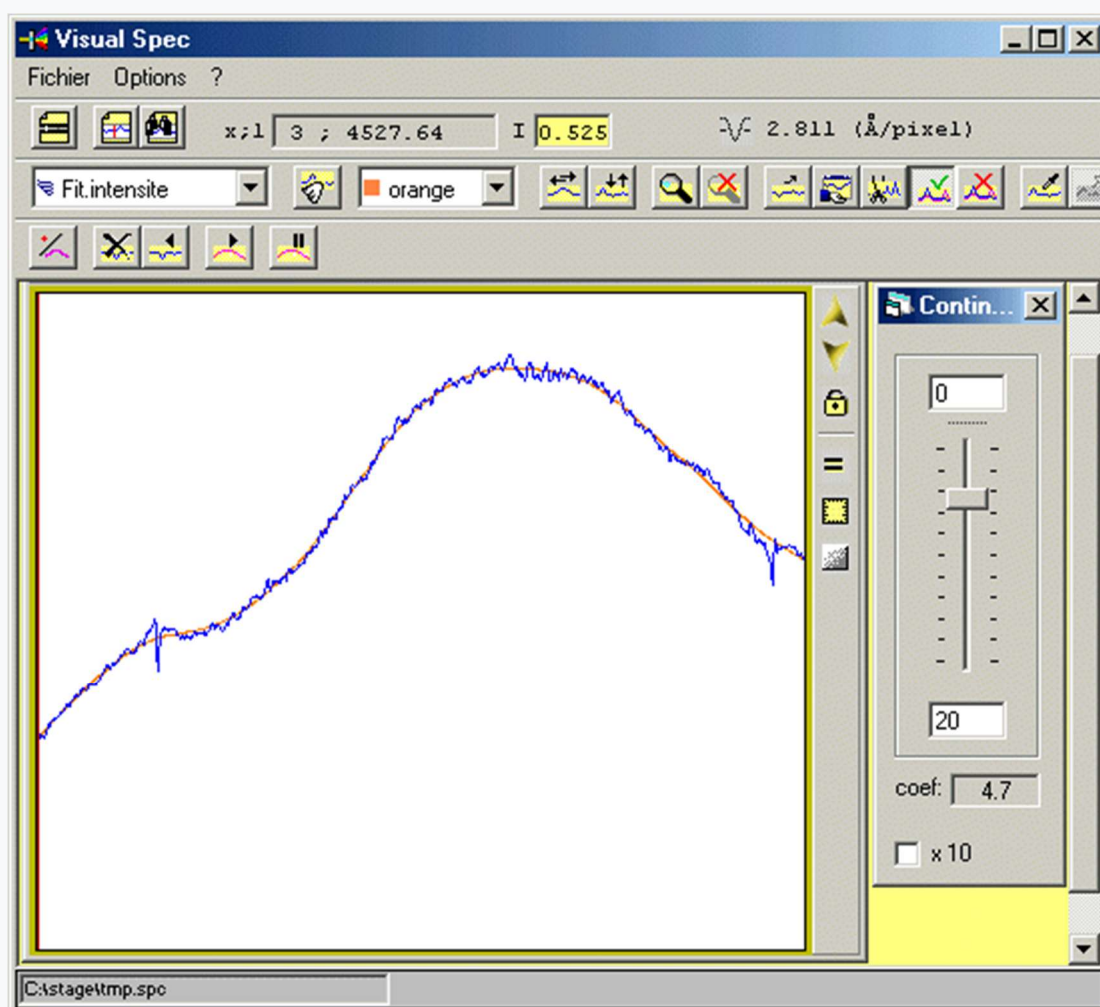 Visual Spec
Fichier Options ?
x;l 3 ; 4527.64 I 0.525 2.811 (Å/pixel)
Fit.intensite orange
Contin...
0
20
coef: 4.7
x 10
C:\stage\tmp.spc